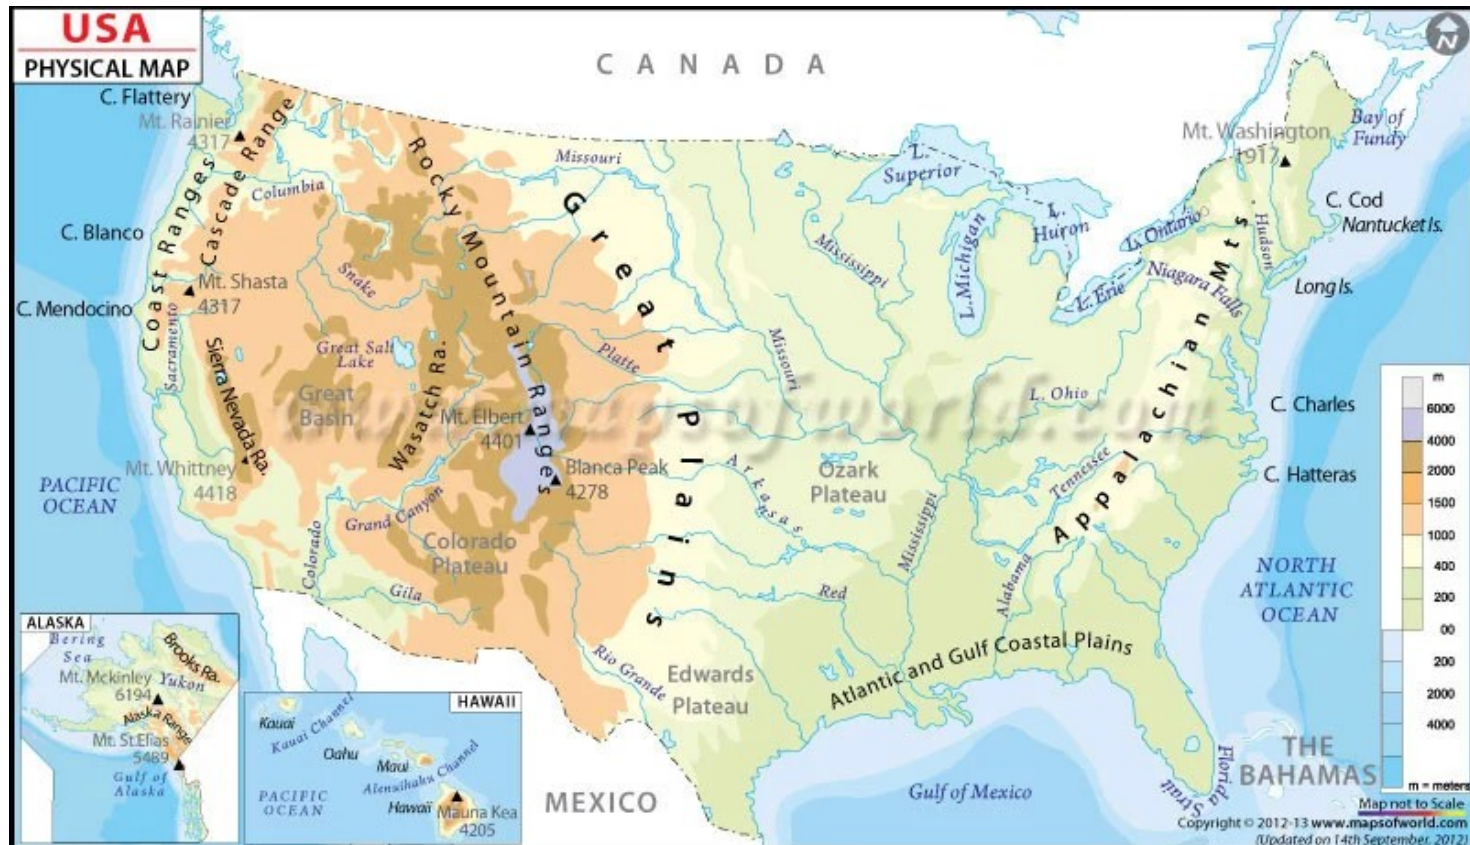 USA
PHYSICAL MAP
N
CANADA
C. Flattery
Mt. Rainier
4317
Coast Ranges
Cascade Range
Columbia
C. Blanco
Mt. Shasta
4317
C. Mendocino
Sacramento
Sierra Nevada Ra.
Snake
Great Salt
Lake
Great
Basin
Wasatch Ra.
Mt. Whittney
4418
PACIFIC
OCEAN
Rocky Mountain Ranges
Missouri
Great Plains
Platte
Mt. Elbert
4401
Blanca Peak
4278
Grand Canyon
Colorado
Plateau
Colorado
Gila
Rio Grande
Edwards
Plateau
L.
Superior
L. Michigan
L.
Huron
L. Ontario
L. Erie
Niagara Falls
Mississippi
Missouri
L. Ohio
Arkansas
Ozark
Plateau
Mississippi
Red
Tennessee
Alabama
Appalachian Mts.
Atlantic and Gulf Coastal Plains
Mt. Washington
1917
Bay of
Fundy
C. Cod
Nantucket Is.
Hudson
Long Is.
C. Charles
C. Hatteras
NORTH
ATLANTIC
OCEAN
Gulf of Mexico
Florida Strait
THE
BAHAMAS
MEXICO
www.mapsofworld.com
ALASKA
Bering
Sea
Brooks Ra.
Mt. Mckinley
6194
Yukon
Alaska Range
Mt. St.Elias
5489
Gulf of
Alaska
HAWAII
Kauai
Kauai Channel
Oahu
Maui
Alensihaku Channel
Hawaii
Mauna Kea
4205
PACIFIC
OCEAN
m
6000
4000
2000
1500
1000
400
200
00
200
2000
4000
m = meters
Map not to Scale
Copyright © 2012-13 www.mapsofworld.com
(Updated on 14th September, 2012)